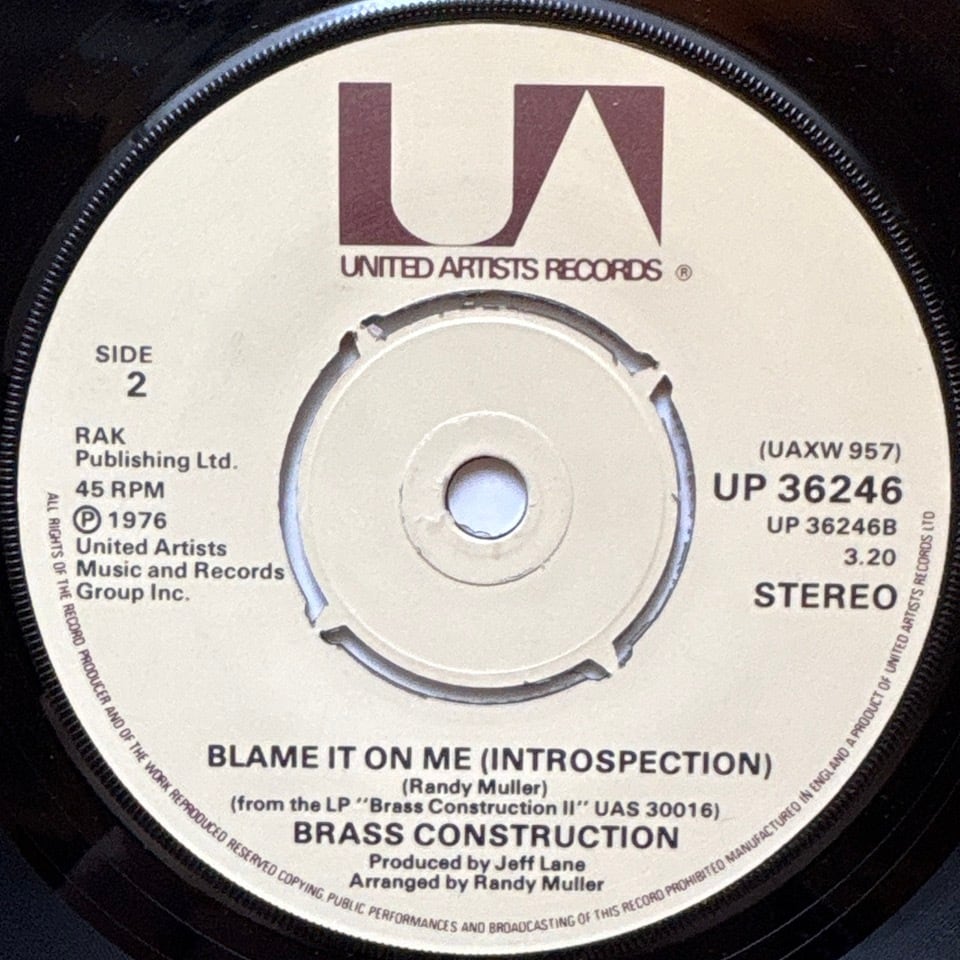 UA
UNITED ARTISTS RECORDS ®
SIDE
2
RAK
Publishing Ltd.
45 RPM
Ⓟ 1976
United Artists
Music and Records
Group Inc.
(UAXW 957)
UP 36246
UP 36246B
3.20
STEREO
BLAME IT ON ME (INTROSPECTION)
(Randy Muller)
(from the LP "Brass Construction II" UAS 30016)
BRASS CONSTRUCTION
Produced by Jeff Lane
Arranged by Randy Muller
ALL RIGHTS OF THE RECORD PRODUCER AND OF THE WORK REPRODUCED RESERVED COPYING, PUBLIC PERFORMANCES AND BROADCASTING OF THIS RECORD PROHIBITED MANUFACTURED IN ENGLAND A PRODUCT OF UNITED ARTISTS RECORDS LTD